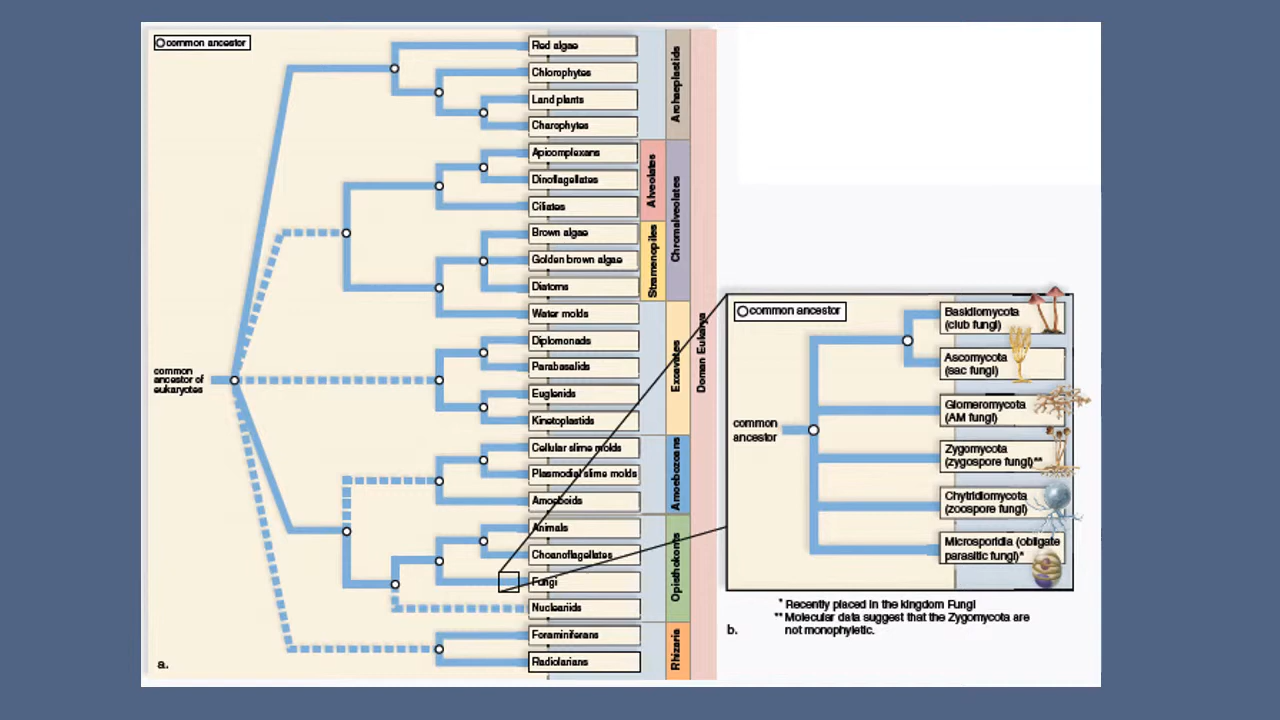 common ancestor
Red algae
Chlorophytes
Land plants
Charophytes
Apicomplexans
Dinoflagellates
Ciliates
Brown algae
Golden brown algae
Diatoms
Water molds
Diplomonads
Parabasalids
Euglenids
Kinetoplastids
Cellular slime molds
Plasmodial slime molds
Amoeboids
Animals
Choanoflagellates
Fungi
Nucleariids
Foraminiferans
Radiolarians
Archaeplastids
Alveolates
Stramenopiles
Chromalveolates
Excavates
Amoebozoans
Opisthokonts
Rhizaria
Doman Eukarya
common
ancestor of
eukaryotes
a.
common ancestor
common
ancestor
Basidiomycota
(club fungi)
Ascomycota
(sac fungi)
Glomeromycota
(AM fungi)
Zygomycota
(zygospore fungi)**
Chytridiomycota
(zoospore fungi)
Microsporidia (obligate
parasitic fungi)*
* Recently placed in the kingdom Fungi
** Molecular data suggest that the Zygomycota are
not monophyletic.
b.